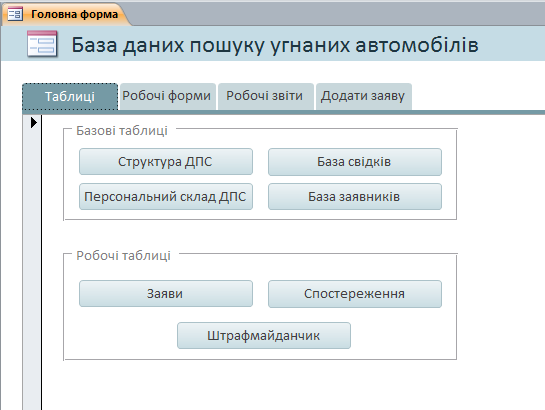 Головна форма
База даних пошуку угнаних автомобілів
Таблиці Робочі форми Робочі звіти Додати заяву
Базові таблиці
Структура ДПС База свідків
Персональний склад ДПС База заявників
Робочі таблиці
Заяви Спостереження
Штрафмайданчик